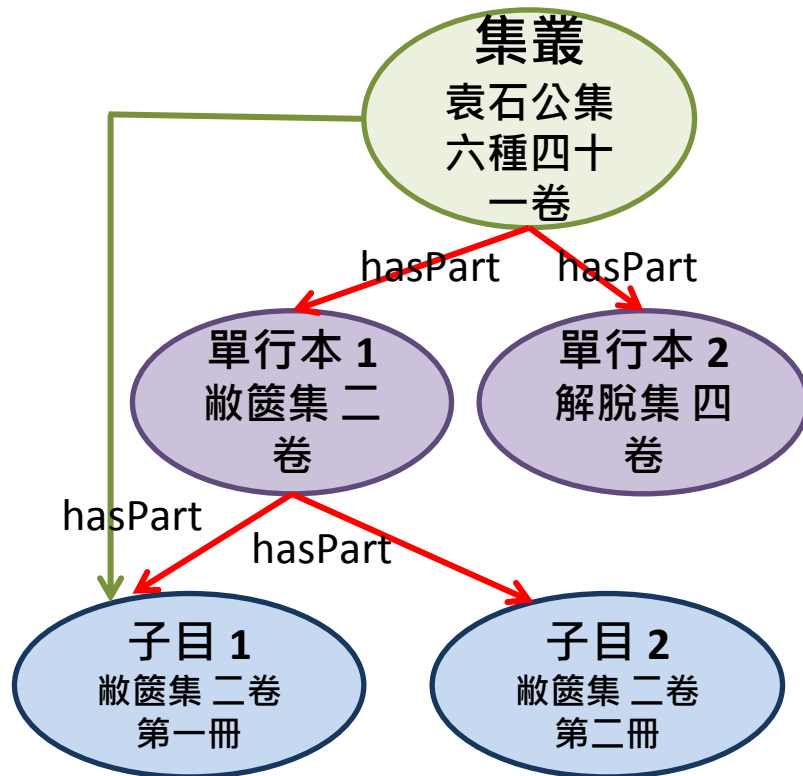 集叢
袁石公集
六種四十
一卷
hasPart
hasPart
單行本 1
敝篋集 二
卷
單行本 2
解脫集 四
卷
hasPart
hasPart
子目 1
敝篋集 二卷
第一冊
子目 2
敝篋集 二卷
第二冊